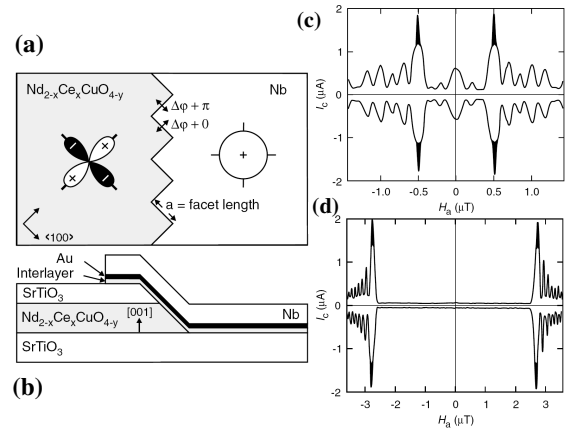 (a)
Nd2-xCexCuO4-y
Nb
Δφ + π
Δφ + 0
a = facet length
‹100›
Au
Interlayer
SrTiO3
Nd2-xCexCuO4-y
[001]
Nb
SrTiO3
(b)
(c)
2
1
0
-1
-2
Ic (μA)
-1.0
-0.5
0
0.5
1.0
Ha (μT)
(d)
2
1
0
-1
-2
Ic (μA)
-3
-2
-1
0
1
2
3
Ha (μT)